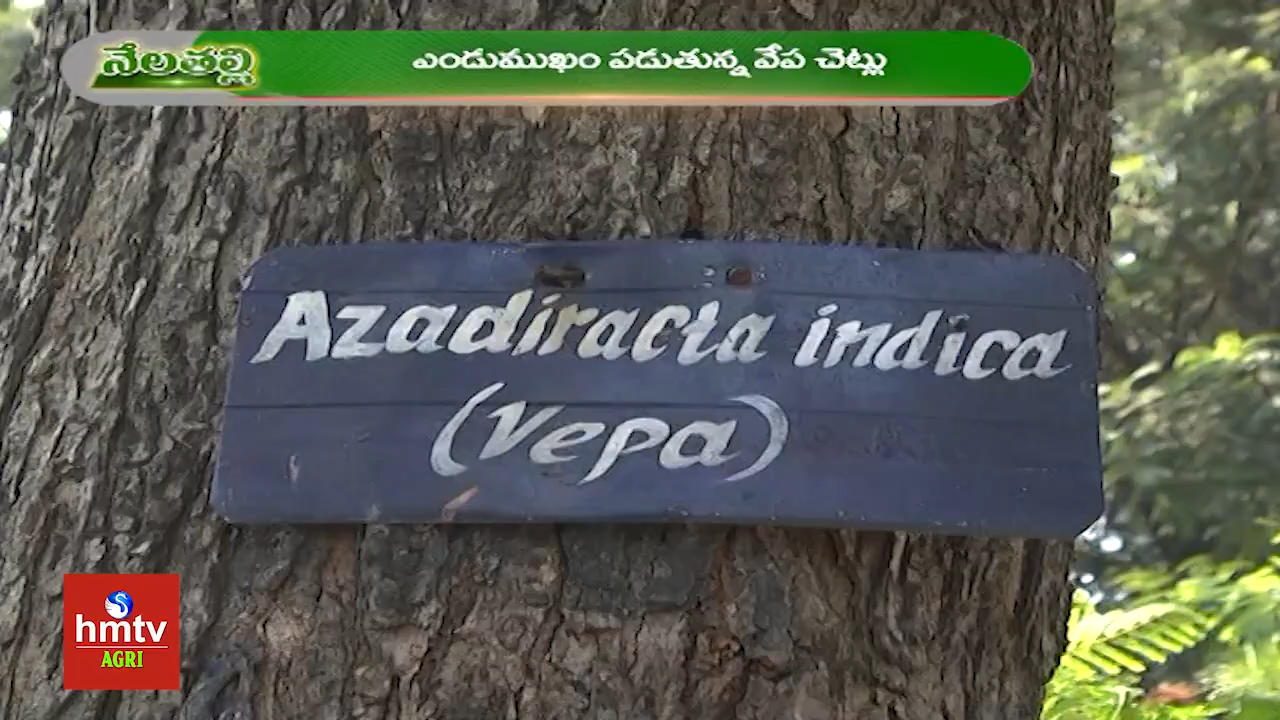 నేలతల్లి
ఎండుముఖం పడుతున్న వేప చెట్లు
Azadiracta indica
(Vepa)
hmtv
AGRI